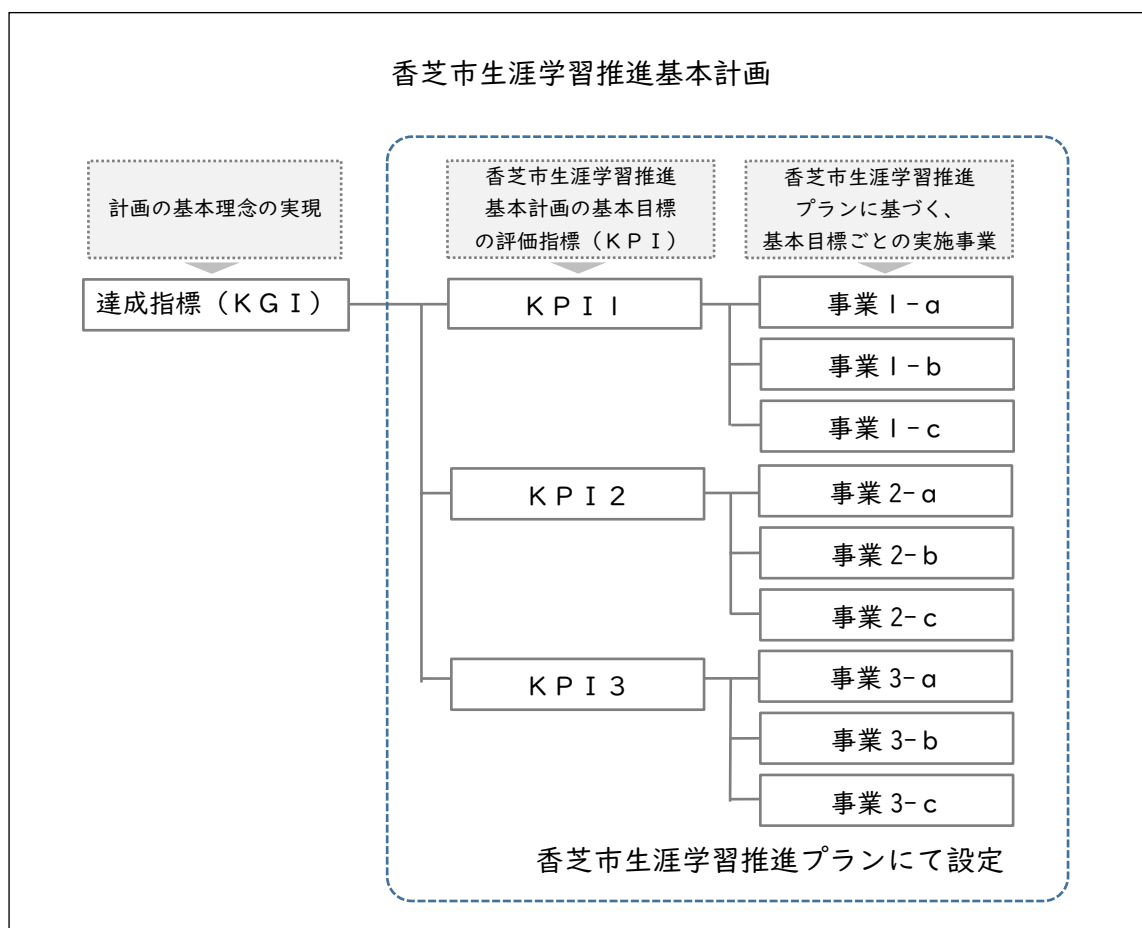 香芝市生涯学習推進基本計画
計画の基本理念の実現
香芝市生涯学習推進
基本計画の基本目標
の評価指標（ＫＰＩ）
香芝市生涯学習推進
プランに基づく、
基本目標ごとの実施事業
達成指標（ＫＧＩ）
ＫＰＩ１
事業１-ａ
事業１-ｂ
事業１-ｃ
ＫＰＩ２
事業２-ａ
事業２-ｂ
事業２-ｃ
ＫＰＩ３
事業３-ａ
事業３-ｂ
事業３-ｃ
香芝市生涯学習推進プランにて設定